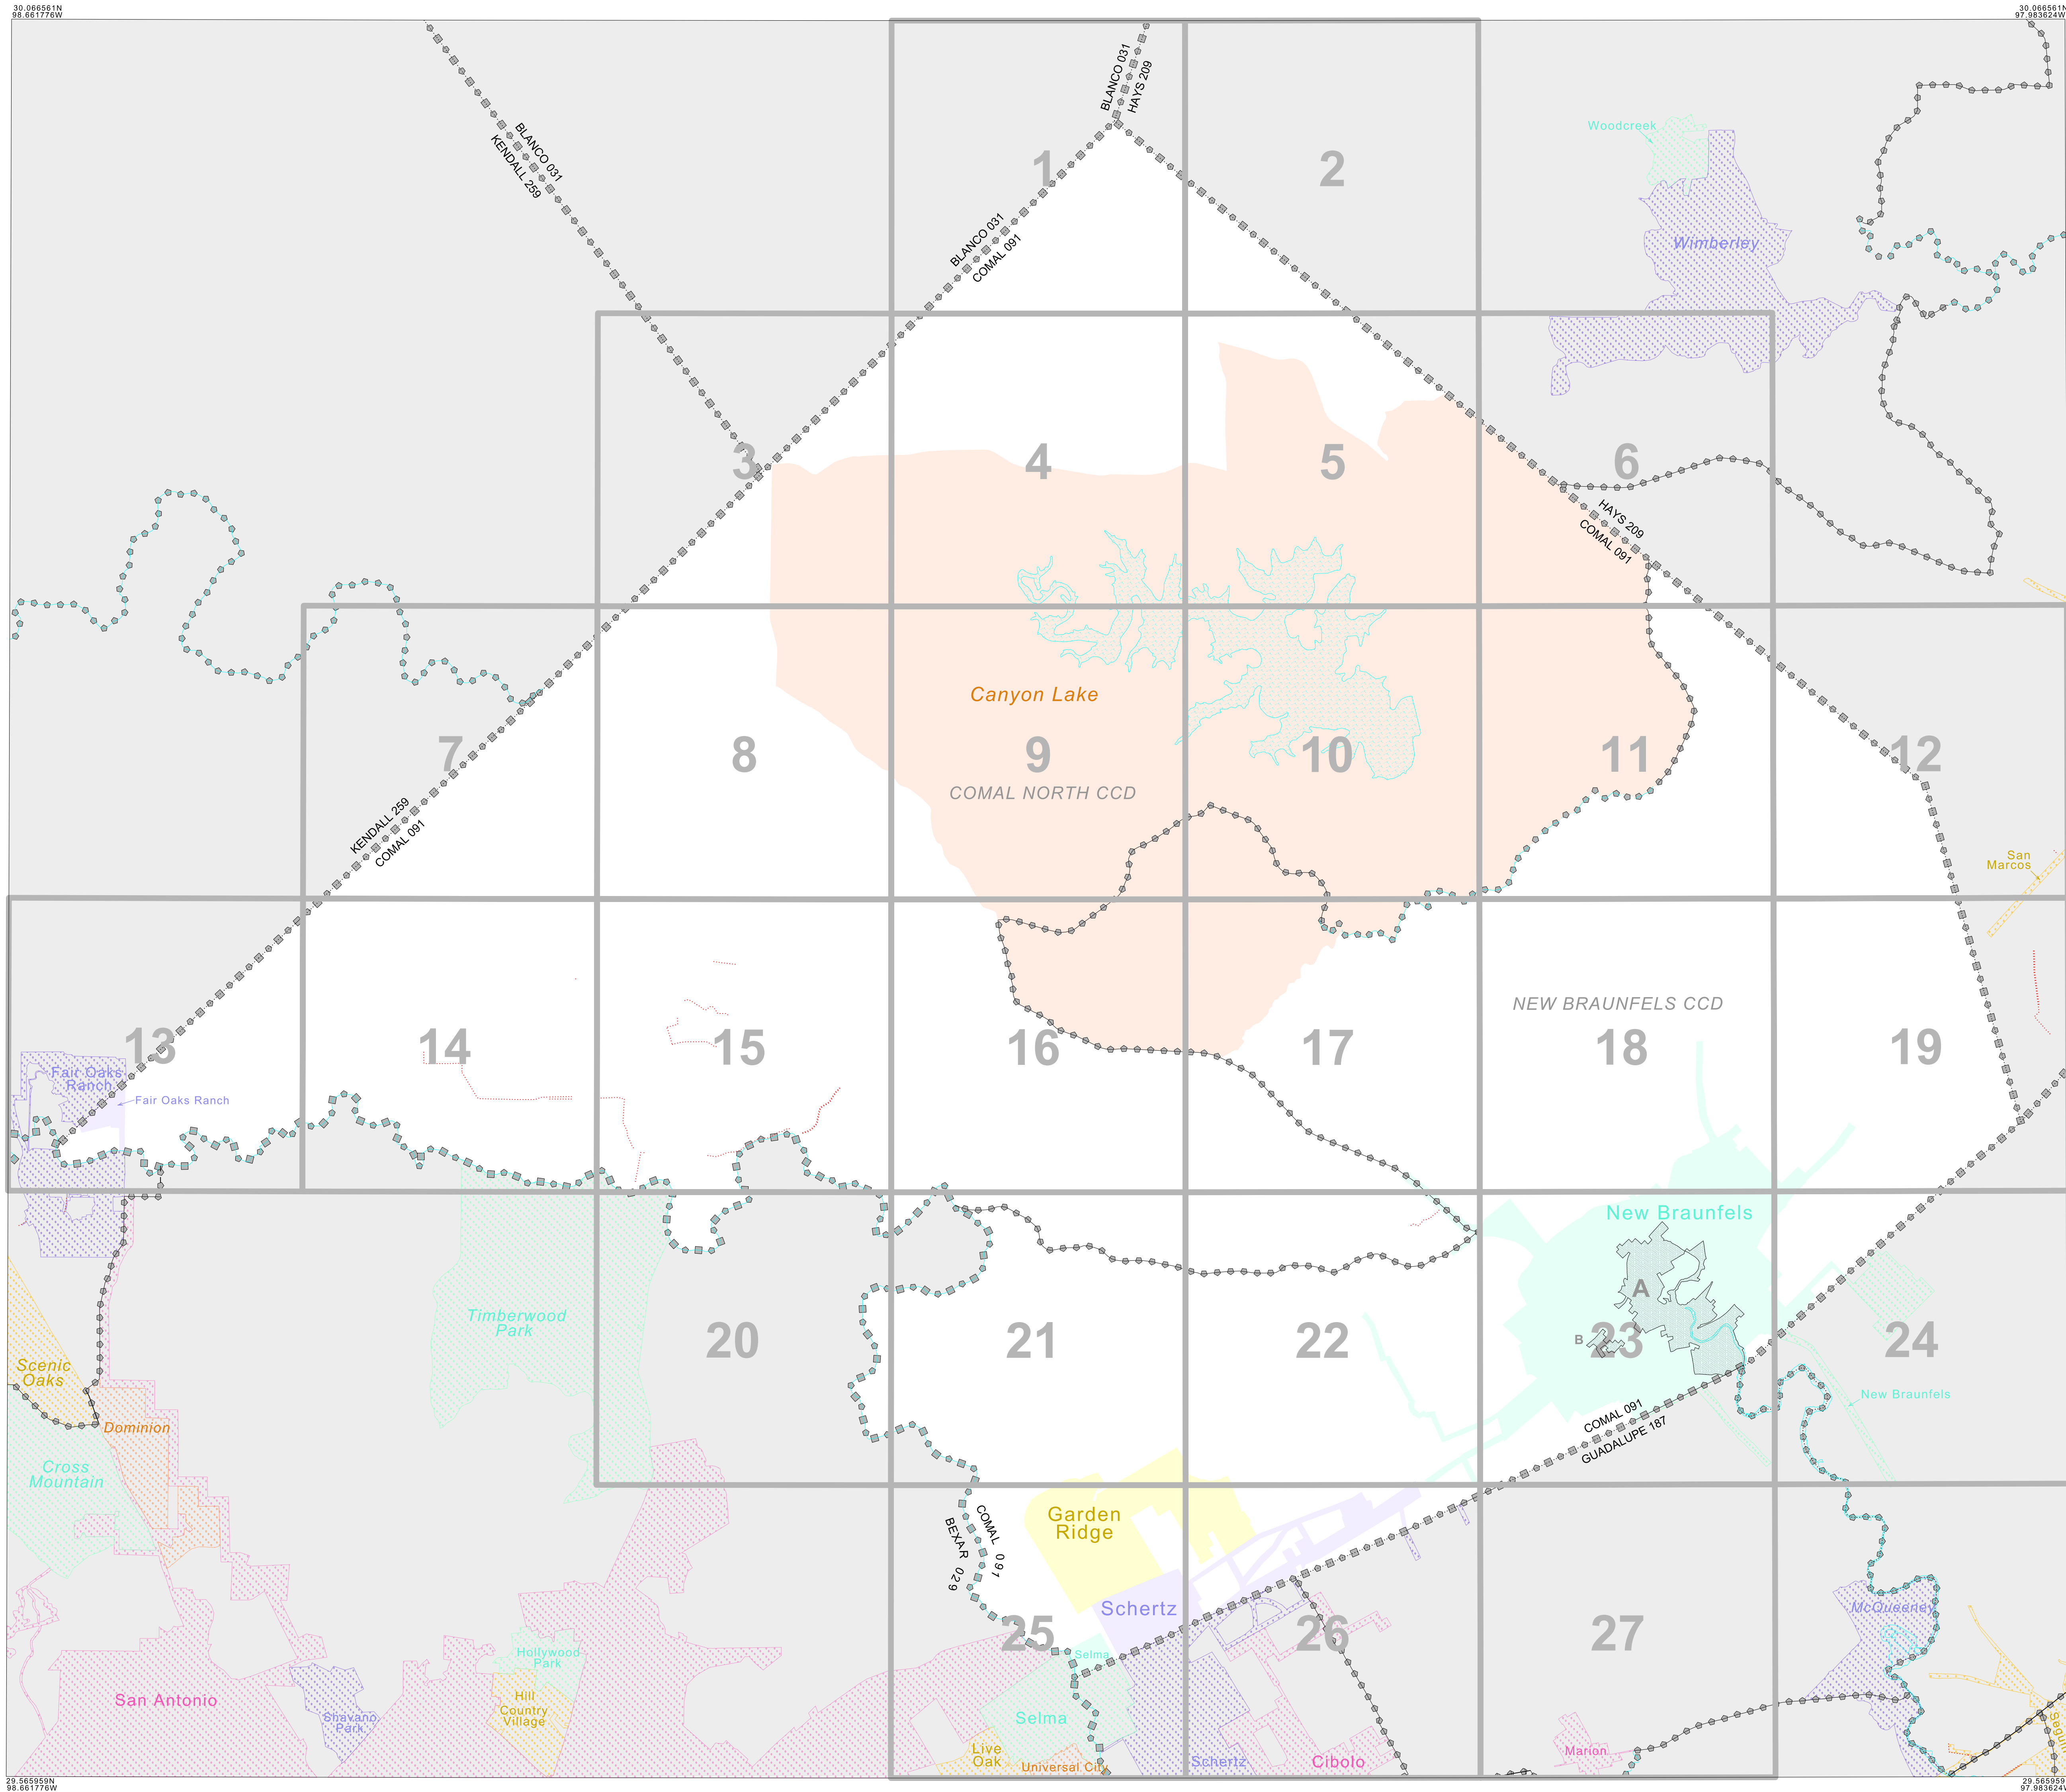 30.066561N
98.661776W
30.066561N
97.983624W
BLANCO 031
HAYS 209
BLANCO 031
KENDALL 259
Woodcreek
1
2
Wimberley
BLANCO 031
COMAL 091
3
4
5
6
HAYS 209
COMAL 091
Canyon Lake
7
8
9
10
11
12
COMAL NORTH CCD
KENDALL 259
COMAL 091
San
Marcos
NEW BRAUNFELS CCD
13
14
15
16
17
18
19
Fair Oaks
Ranch
Fair Oaks Ranch
New Braunfels
A
B
Timberwood
Park
20
21
22
23
24
Scenic
Oaks
New Braunfels
COMAL 091
GUADALUPE 187
Dominion
Cross
Mountain
Garden
Ridge
COMAL 091
BEXAR 029
Schertz
McQueeney
25
26
27
Selma
Hollywood
Park
San Antonio
Hill
Country
Village
Shavano
Park
Selma
Live
Oak
Universal City
Schertz
Cibolo
Marion
Seguin
29.565959N
98.661776W
29.565959N
97.983624W